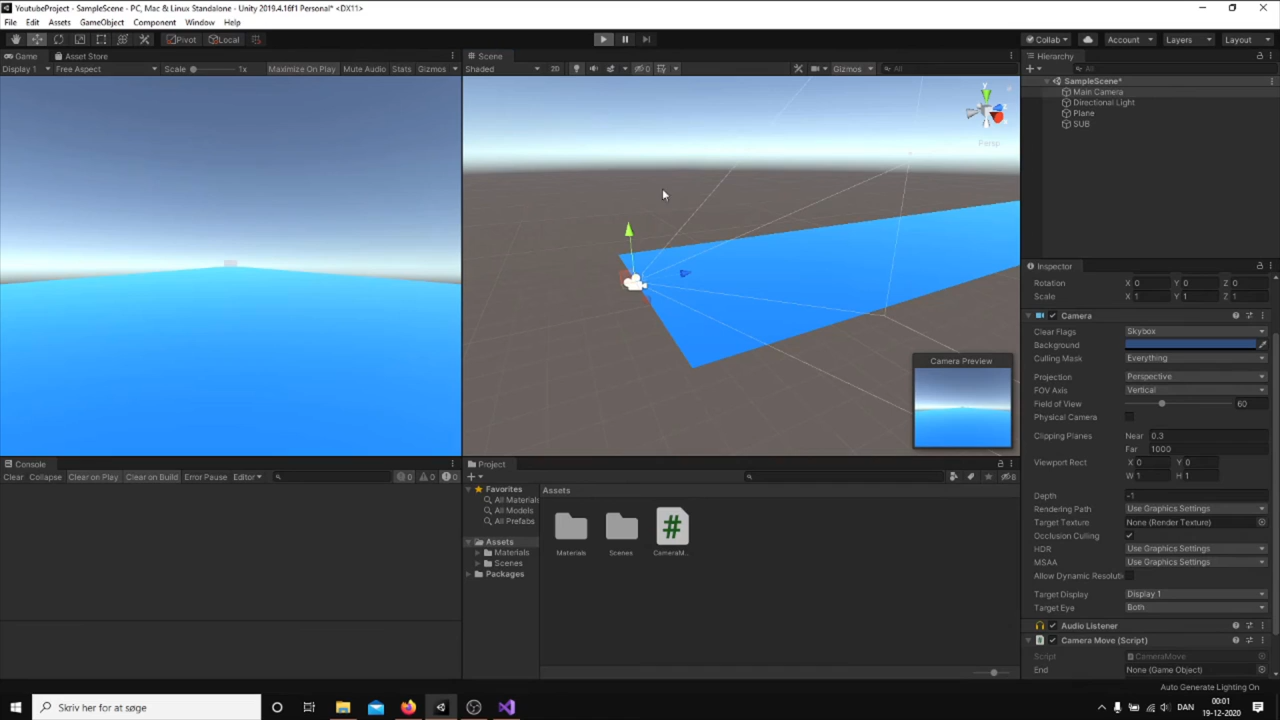 YoutubeProject - SampleScene - PC, Mac & Linux Standalone - Unity 2019.4.16f1 Personal* <DX11>
File Edit Assets GameObject Component Window Help
Pivot Local Collab Account Layers Layout
Game Asset Store Scene Hierarchy
Display 1 Free Aspect Scale 1x Maximize On Play Mute Audio Stats Gizmos
Shaded 2D 0 Gizmos All
All
SampleScene*
Main Camera
Directional Light
Plane
SUB
y
Persp
Inspector
Rotation X 0 Y 0 Z 0
Scale X 1 Y 1 Z 1
Camera
Clear Flags Skybox
Background
Culling Mask Everything
Projection Perspective
FOV Axis Vertical
Field of View 60
Physical Camera
Clipping Planes Near 0.3
Far 1000
Viewport Rect X 0 Y 0
W 1 H 1
Depth -1
Rendering Path Use Graphics Settings
Target Texture None (Render Texture)
Occlusion Culling
HDR Use Graphics Settings
MSAA Use Graphics Settings
Allow Dynamic Resoluti
Target Display Display 1
Target Eye Both
Audio Listener
Camera Move (Script)
Script CameraMove
End None (Game Object)
Auto Generate Lighting On
Camera Preview
Console
Clear Collapse Clear on Play Clear on Build Error Pause Editor 0 0 0
Project
8
Favorites
All Materials
All Models
All Prefabs
Assets
Materials
Scenes
Packages
Assets
Materials Scenes CameraM...
Skriv her for at søge
DAN
00:01
19-12-2020